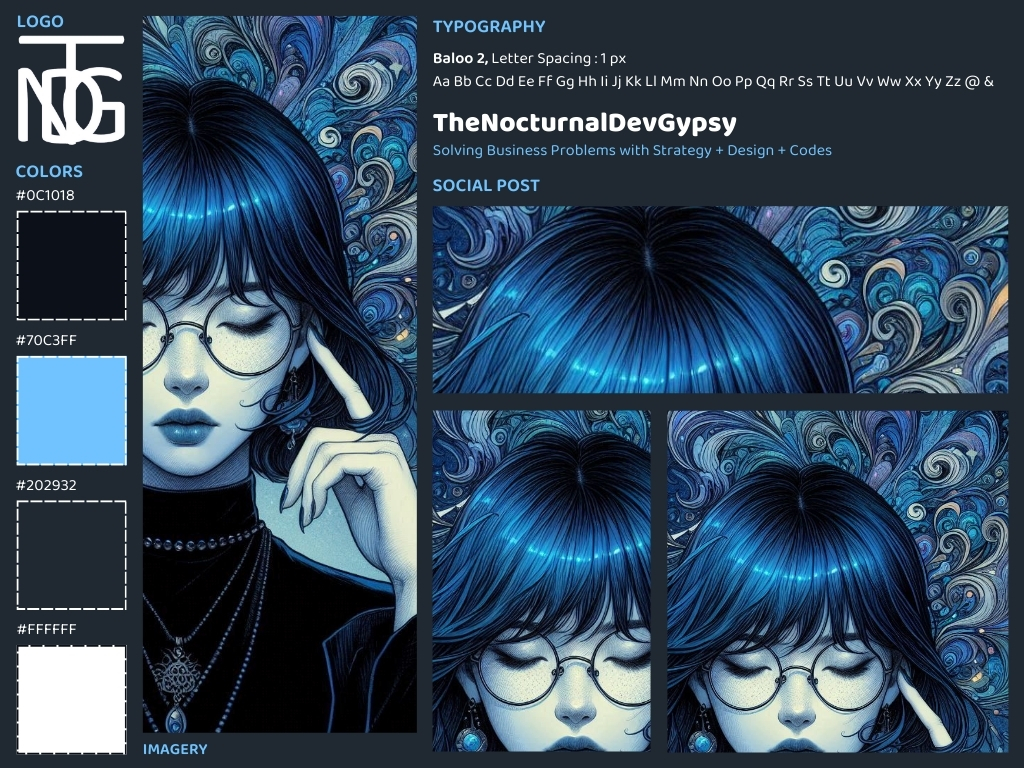 LOGO
TNDG
COLORS
#0C1018
#70C3FF
#202932
#FFFFFF
IMAGERY
TYPOGRAPHY
Baloo 2, Letter Spacing : 1 px
Aa Bb Cc Dd Ee Ff Gg Hh Ii Jj Kk Ll Mm Nn Oo Pp Qq Rr Ss Tt Uu Vv Ww Xx Yy Zz @ &
TheNocturnalDevGypsy
Solving Business Problems with Strategy + Design + Codes
SOCIAL POST